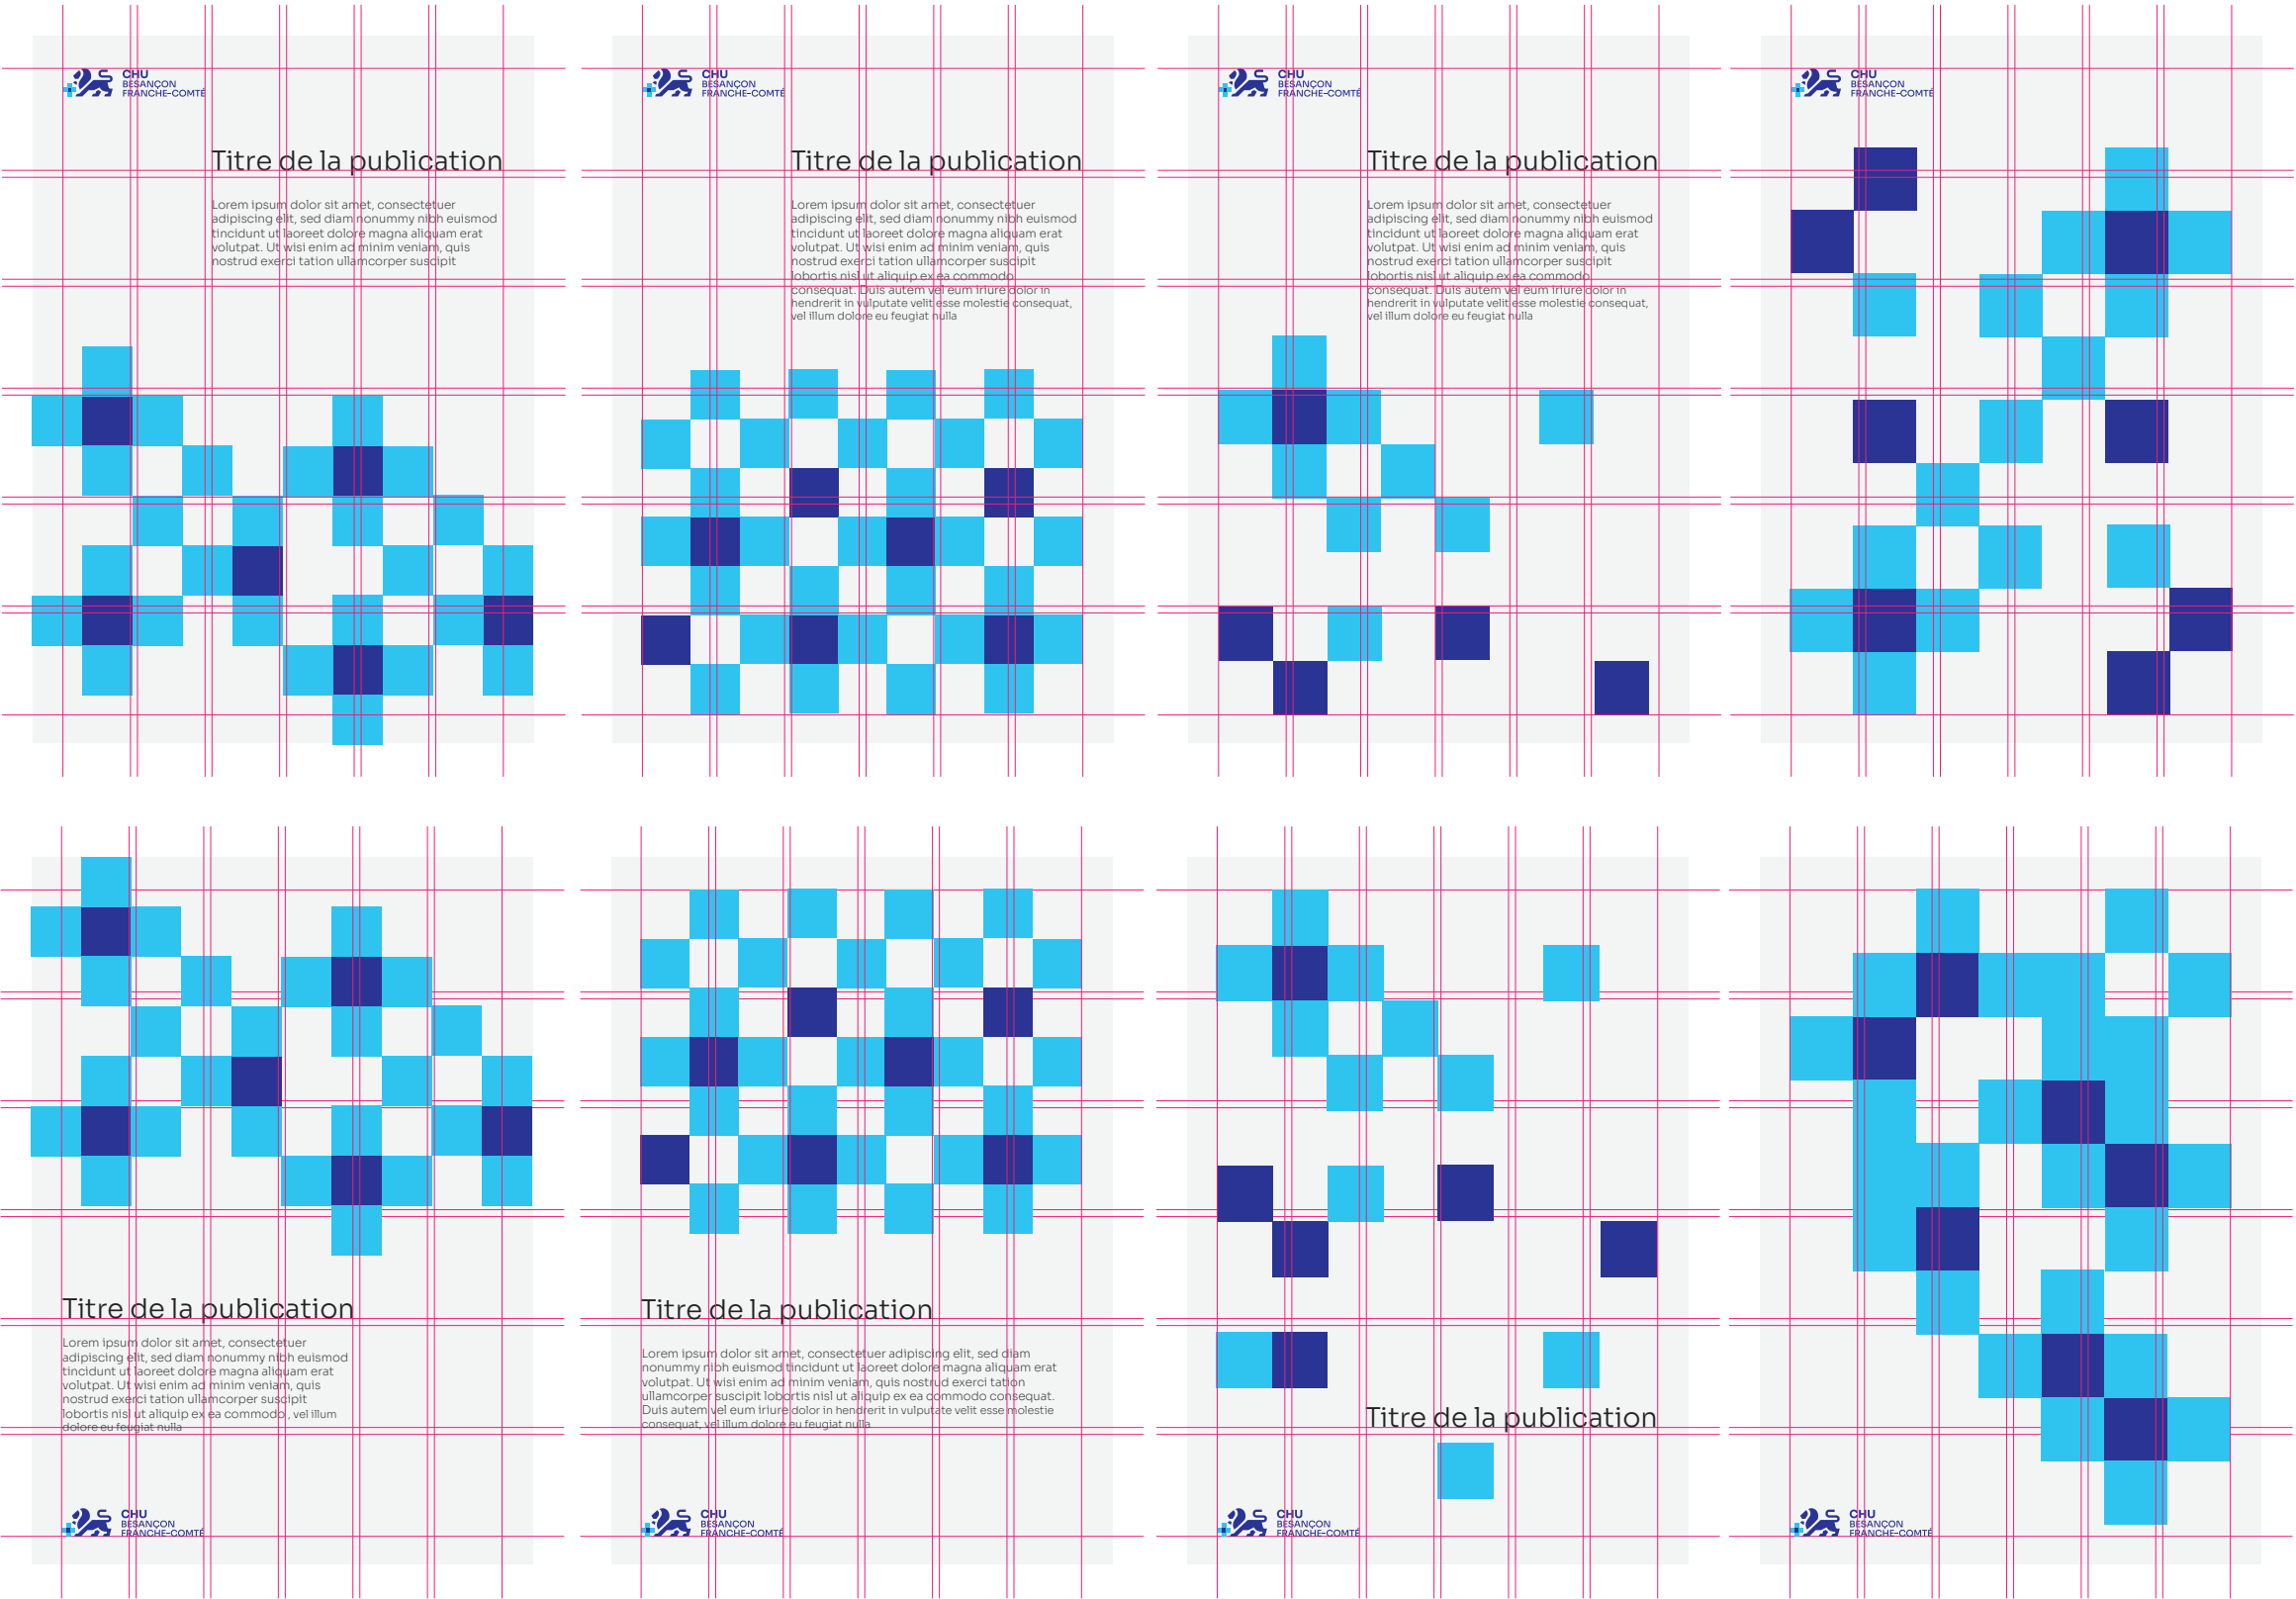 CHU
BESANÇON
FRANCHE-COMTÉ
Titre de la publication
Lorem ipsum dolor sit amet, consectetuer
adipiscing elit, sed diam nonummy nibh euismod
tincidunt ut laoreet dolore magna aliquam erat
volutpat. Ut wisi enim ad minim veniam, quis
nostrud exerci tation ullamcorper suscipit
CHU
BESANÇON
FRANCHE-COMTÉ
Titre de la publication
Lorem ipsum dolor sit amet, consectetuer
adipiscing elit, sed diam nonummy nibh euismod
tincidunt ut laoreet dolore magna aliquam erat
volutpat. Ut wisi enim ad minim veniam, quis
nostrud exerci tation ullamcorper suscipit
lobortis nisl ut aliquip ex ea commodo
consequat. Duis autem vel eum iriure dolor in
hendrerit in vulputate velit esse molestie consequat,
vel illum dolore eu feugiat nulla
CHU
BESANÇON
FRANCHE-COMTÉ
Titre de la publication
Lorem ipsum dolor sit amet, consectetuer
adipiscing elit, sed diam nonummy nibh euismod
tincidunt ut laoreet dolore magna aliquam erat
volutpat. Ut wisi enim ad minim veniam, quis
nostrud exerci tation ullamcorper suscipit
lobortis nisl ut aliquip ex ea commodo
consequat. Duis autem vel eum iriure dolor in
hendrerit in vulputate velit esse molestie consequat,
vel illum dolore eu feugiat nulla
CHU
BESANÇON
FRANCHE-COMTÉ
Titre de la publication
Lorem ipsum dolor sit amet, consectetuer
adipiscing elit, sed diam nonummy nibh euismod
tincidunt ut laoreet dolore magna aliquam erat
volutpat. Ut wisi enim ad minim veniam, quis
nostrud exerci tation ullamcorper suscipit
lobortis nisl ut aliquip ex ea commodo , vel illum
dolore eu feugiat nulla
CHU
BESANÇON
FRANCHE-COMTÉ
Titre de la publication
Lorem ipsum dolor sit amet, consectetuer adipiscing elit, sed diam
nonummy nibh euismod tincidunt ut laoreet dolore magna aliquam erat
volutpat. Ut wisi enim ad minim veniam, quis nostrud exerci tation
ullamcorper suscipit lobortis nisl ut aliquip ex ea commodo consequat.
Duis autem vel eum iriure dolor in hendrerit in vulputate velit esse molestie
consequat, vel illum dolore eu feugiat nulla
CHU
BESANÇON
FRANCHE-COMTÉ
Titre de la publication
CHU
BESANÇON
FRANCHE-COMTÉ
CHU
BESANÇON
FRANCHE-COMTÉ